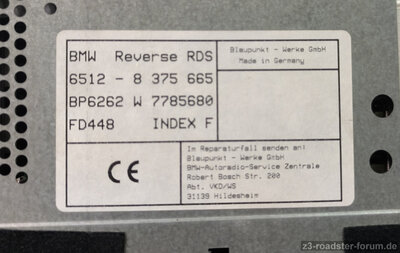 BMW Reverse RDS
6512 - 8 375 665
BP6262 W 7785680
FD448 INDEX F
Blaupunkt - Werke GmbH
Made in Germany
CE
Im Reparaturfall senden an:
Blaupunkt - Werke GmbH
BMW-Autoradio-Service Zentrale
Robert Bosch Str. 200
Abt. VKD/WS
31139 Hildesheim
z3-roadster-forum.de